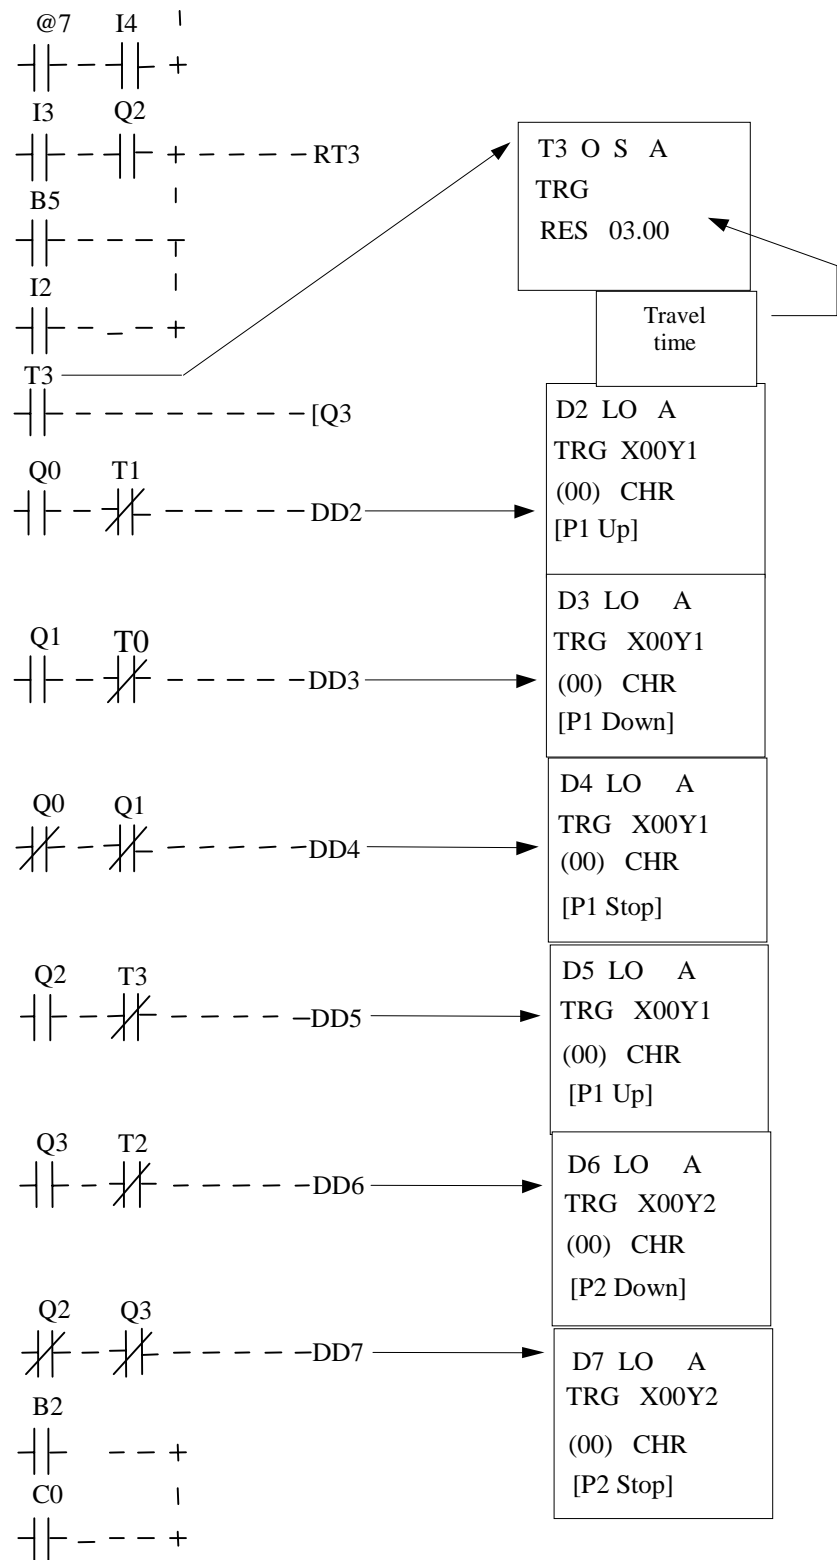 @7 I4
I3 Q2
RT3
B5
I2
T3 O S A
TRG
RES 03.00
Travel
time
T3
[Q3
D2 LO A
TRG X00Y1
(00) CHR
[P1 Up]
Q0 T1
DD2
D3 LO A
TRG X00Y1
(00) CHR
[P1 Down]
Q1 T0
DD3
D4 LO A
TRG X00Y1
(00) CHR
[P1 Stop]
Q0 Q1
DD4
D5 LO A
TRG X00Y1
(00) CHR
[P1 Up]
Q2 T3
DD5
D6 LO A
TRG X00Y2
(00) CHR
[P2 Down]
Q3 T2
DD6
D7 LO A
TRG X00Y2
(00) CHR
[P2 Stop]
Q2 Q3
DD7
B2
C0